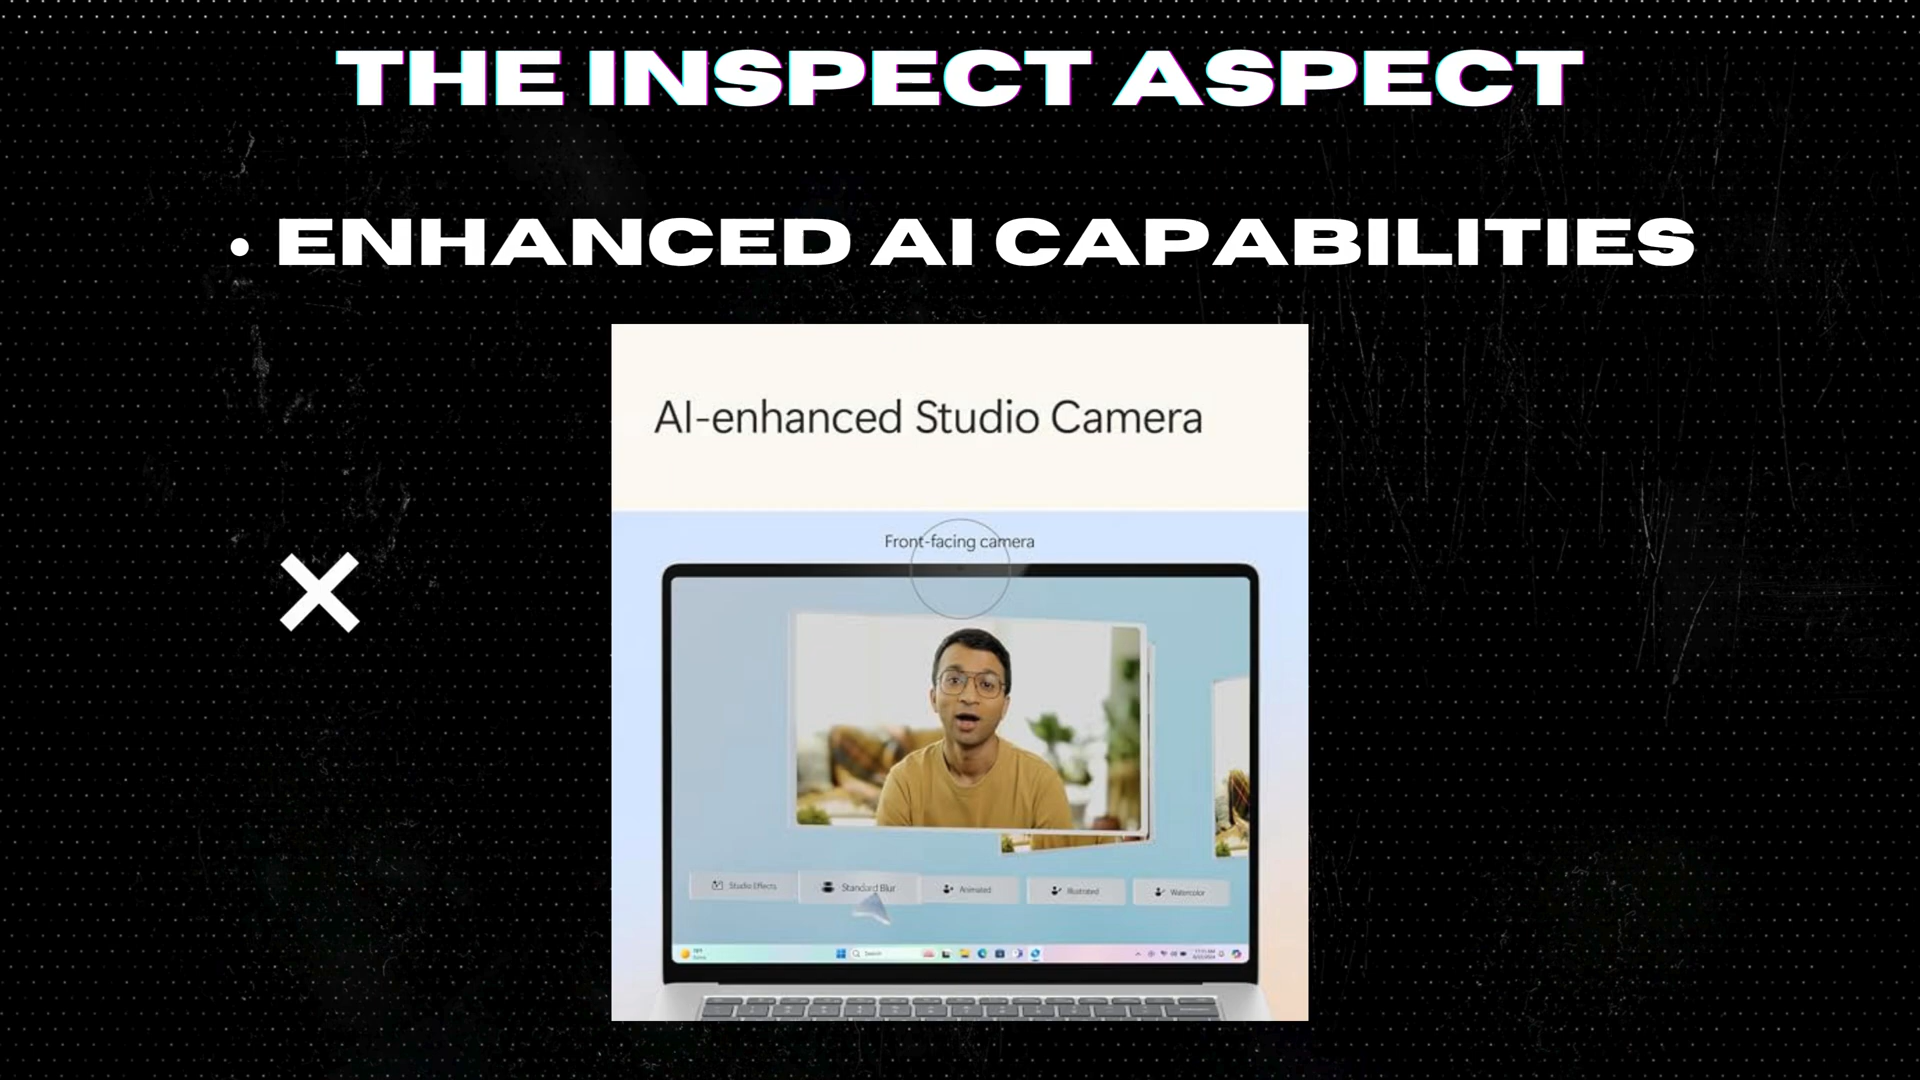 THE INSPECT ASPECT
• ENHANCED AI CAPABILITIES
AI-enhanced Studio Camera
Front-facing camera
Studio Effects
Standard Blur
Animated
Illustrated
Watercolor
Search